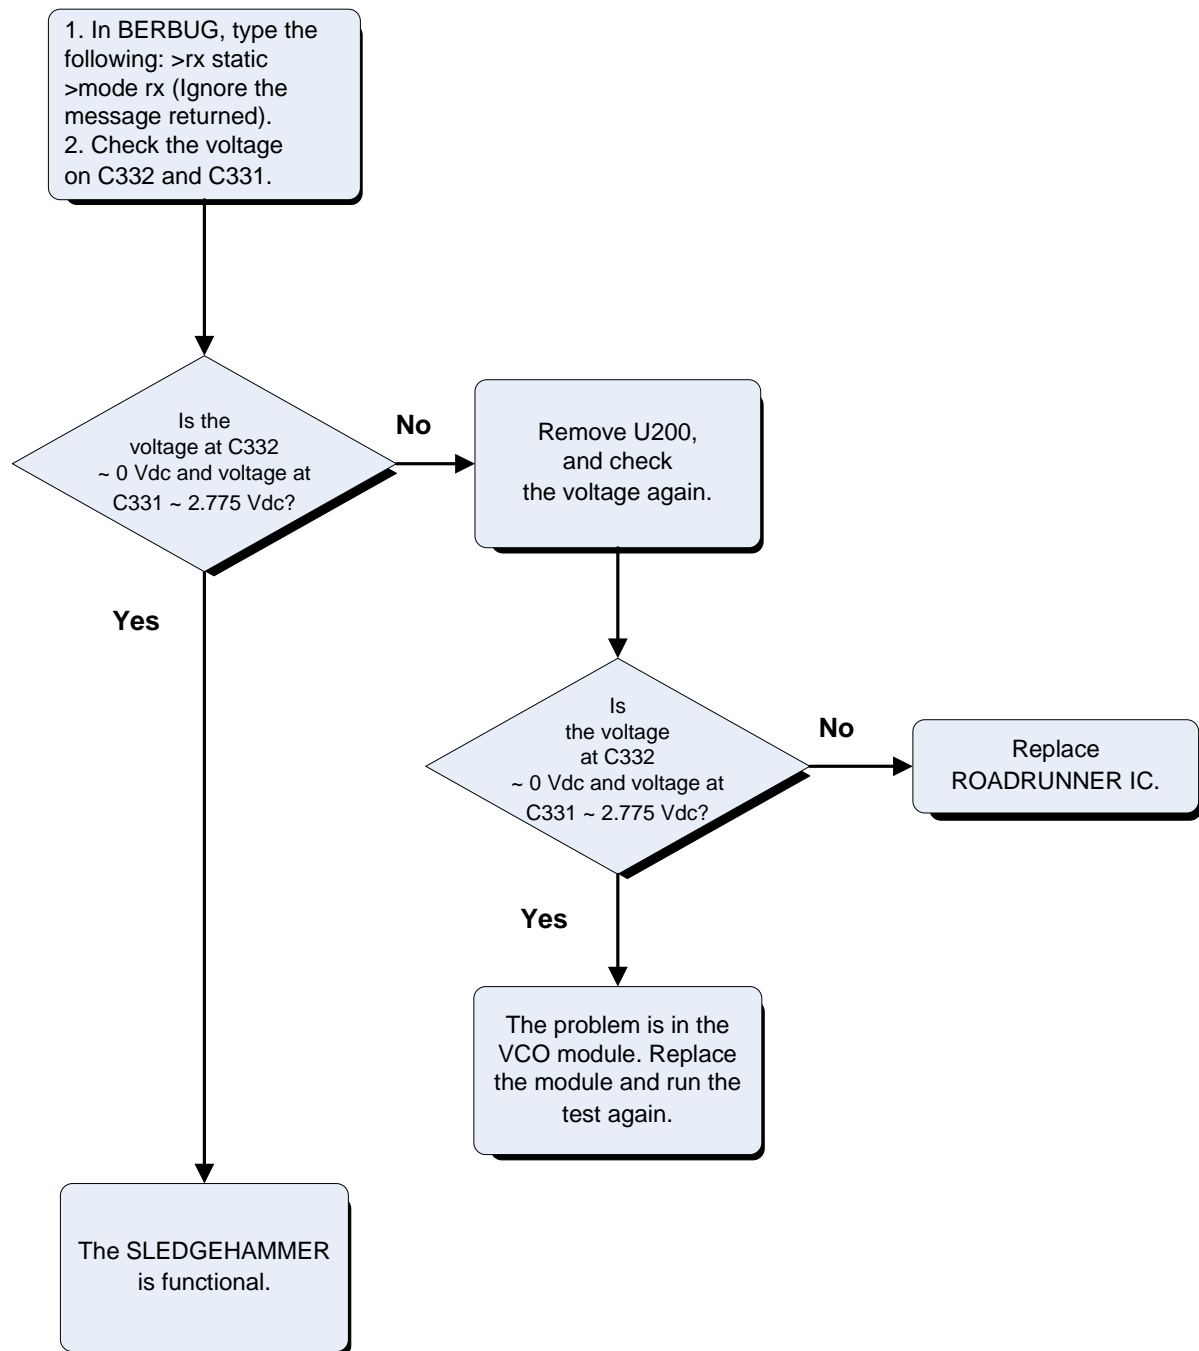 1. In BERBUG, type the
following: >rx static
>mode rx (Ignore the
message returned).
2. Check the voltage
on C332 and C331.
Is the
voltage at C332
~ 0 Vdc and voltage at
C331 ~ 2.775 Vdc?
No
Remove U200,
and check
the voltage again.
Yes
Is
the voltage
at C332
~ 0 Vdc and voltage at
C331 ~ 2.775 Vdc?
No
Replace
ROADRUNNER IC.
Yes
The problem is in the
VCO module. Replace
the module and run the
test again.
The SLEDGEHAMMER
is functional.